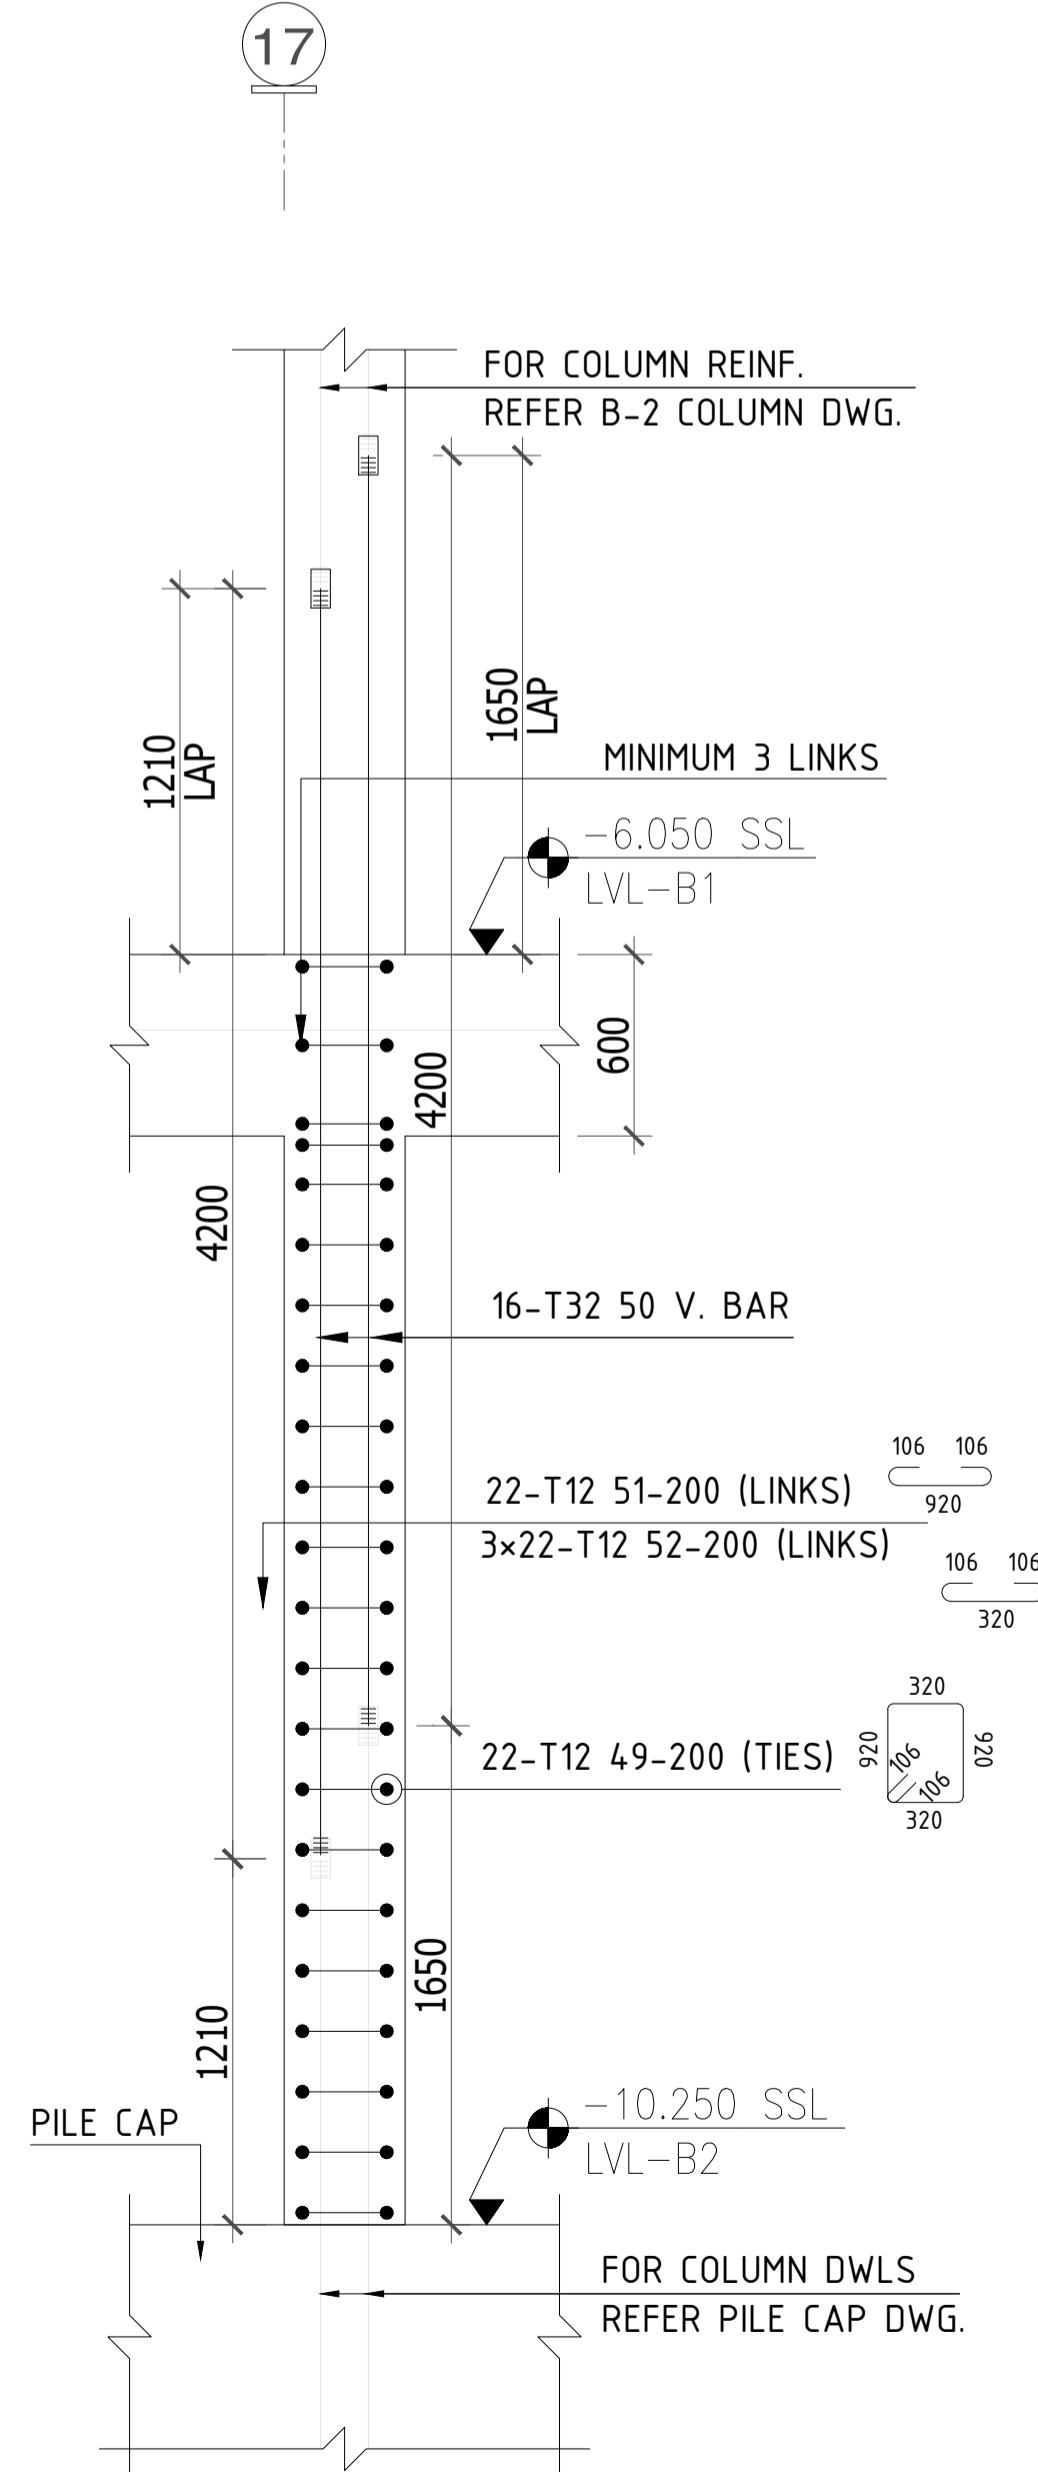 17
FOR COLUMN REINF.
REFER B-2 COLUMN DWG.
1650
LAP
1210
LAP
MINIMUM 3 LINKS
-6.050 SSL
LVL-B1
600
4200
4200
16-T32 50 V. BAR
106 106
22-T12 51-200 (LINKS)
920
3×22-T12 52-200 (LINKS)
106 106
320
320
22-T12 49-200 (TIES)
920
106
106
920
320
1650
1210
PILE CAP
-10.250 SSL
LVL-B2
FOR COLUMN DWLS
REFER PILE CAP DWG.